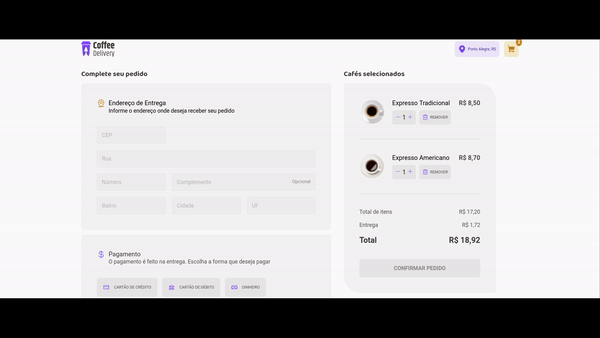 Coffee
Delivery
Porto Alegre, RS
Complete seu pedido
Endereço de Entrega
Informe o endereço onde deseja receber seu pedido
CEP
Rua
Número
Complemento
Opcional
Bairro
Cidade
UF
Pagamento
O pagamento é feito na entrega. Escolha a forma que deseja pagar
CARTÃO DE CRÉDITO
CARTÃO DE DÉBITO
DINHEIRO
Cafés selecionados
Expresso Tradicional R$ 8,50
− 1 + REMOVER
Expresso Americano R$ 8,70
− 1 + REMOVER
Total de itens R$ 17,20
Entrega R$ 1,72
Total R$ 18,92
CONFIRMAR PEDIDO